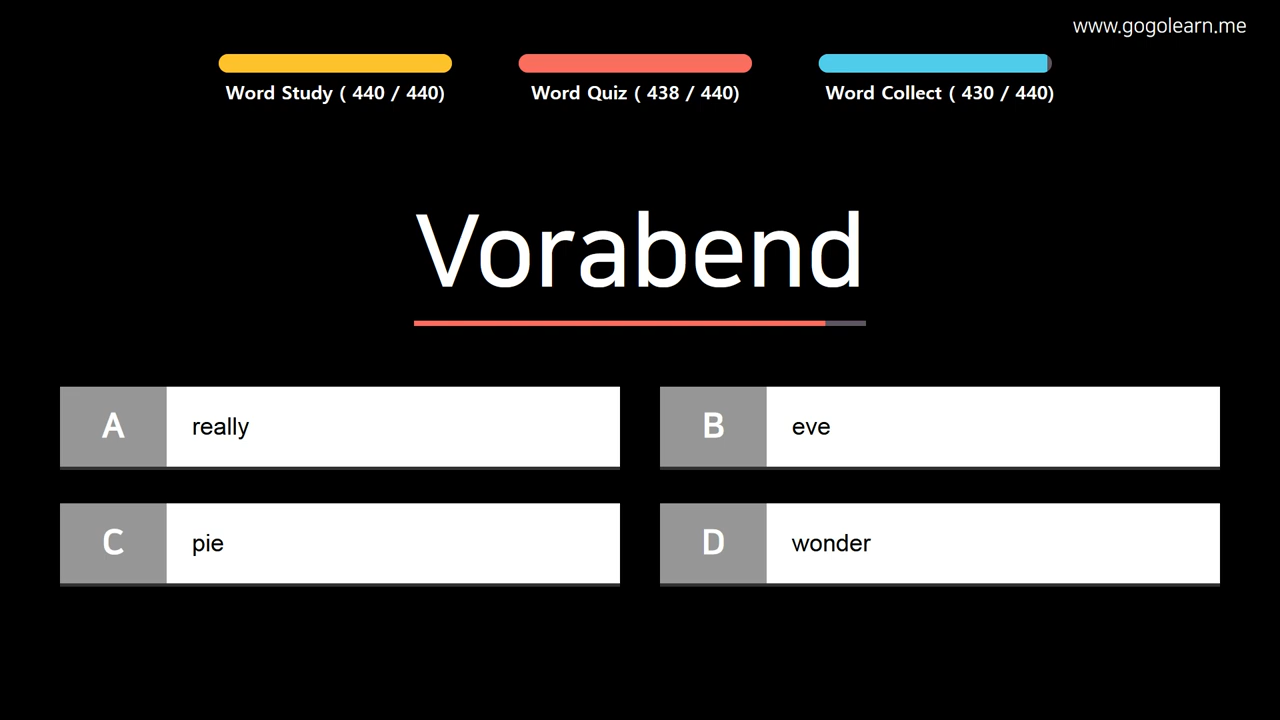 www.gogolearn.me
Word Study ( 440 / 440)
Word Quiz ( 438 / 440)
Word Collect ( 430 / 440)
Vorabend
A really
B eve
C pie
D wonder